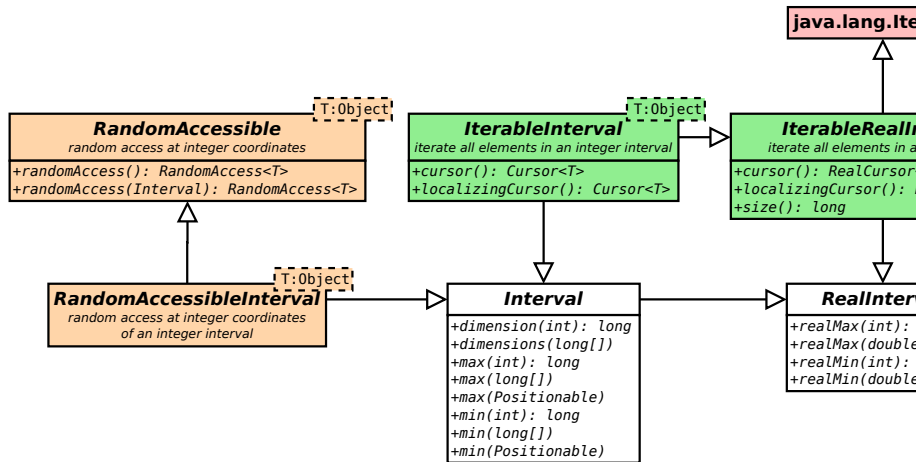 java.lang.Ite
T:Object
RandomAccessible
random access at integer coordinates
+randomAccess(): RandomAccess<T>
+randomAccess(Interval): RandomAccess<T>
T:Object
IterableInterval
iterate all elements in an integer interval
+cursor(): Cursor<T>
+localizingCursor(): Cursor<T>
IterableRealIn
iterate all elements in a
+cursor(): RealCursor<
+localizingCursor():
+size(): long
T:Object
RandomAccessibleInterval
random access at integer coordinates
of an integer interval
Interval
+dimension(int): long
+dimensions(long[])
+max(int): long
+max(long[])
+max(Positionable)
+min(int): long
+min(long[])
+min(Positionable)
RealInterv
+realMax(int):
+realMax(double
+realMin(int):
+realMin(double